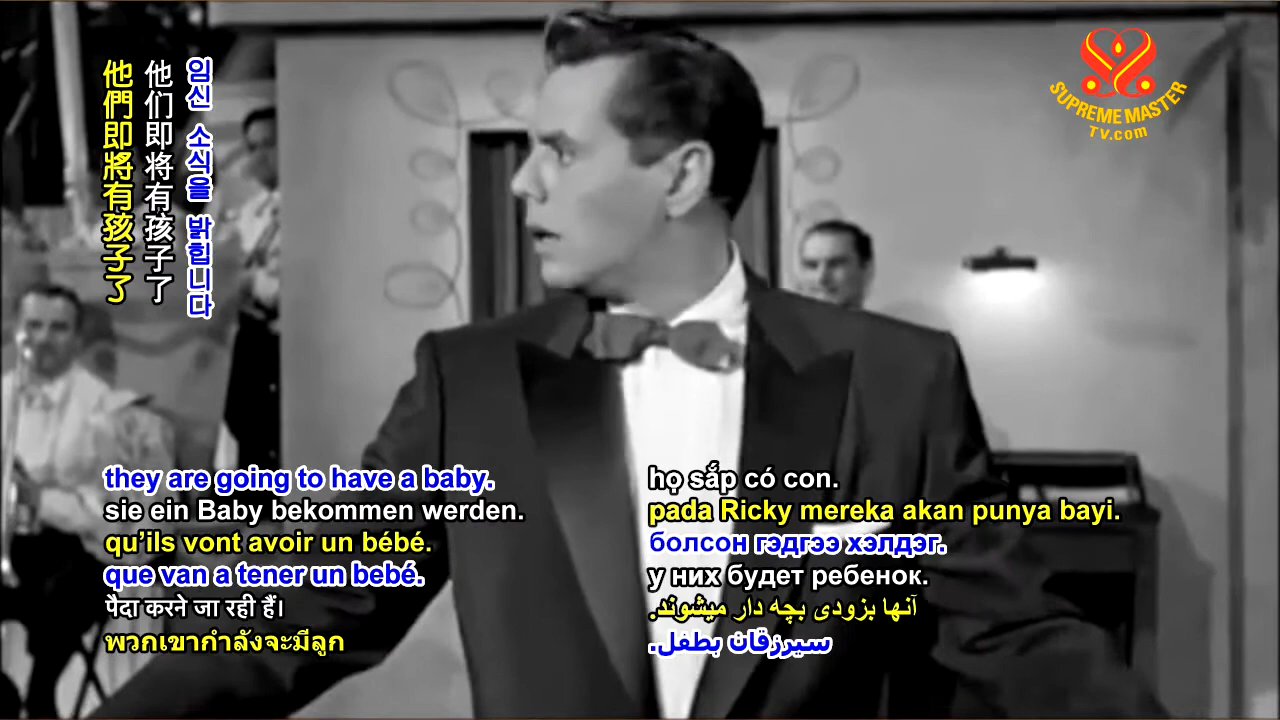 他們即將有孩子了
他们即将有孩子了
임신 소식을 밝힙니다
SUPREME MASTER
TV.com
they are going to have a baby.
sie ein Baby bekommen werden.
qu’ils vont avoir un bébé.
que van a tener un bebé.
पैदा करने जा रही हैं।
พวกเขากำลังจะมีลูก
họ sắp có con.
pada Ricky mereka akan punya bayi.
болсон гэдгээ хэлдэг.
у них будет ребенок.
آنها بزودی بچه دار میشوند.
سيرزقان بطفل.